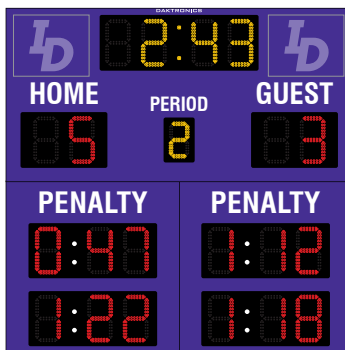 DAKTRONICS
ID 2:43 ID
HOME PERIOD GUEST
5 2 3
PENALTY PENALTY
0:47 1:12
1:22 1:18